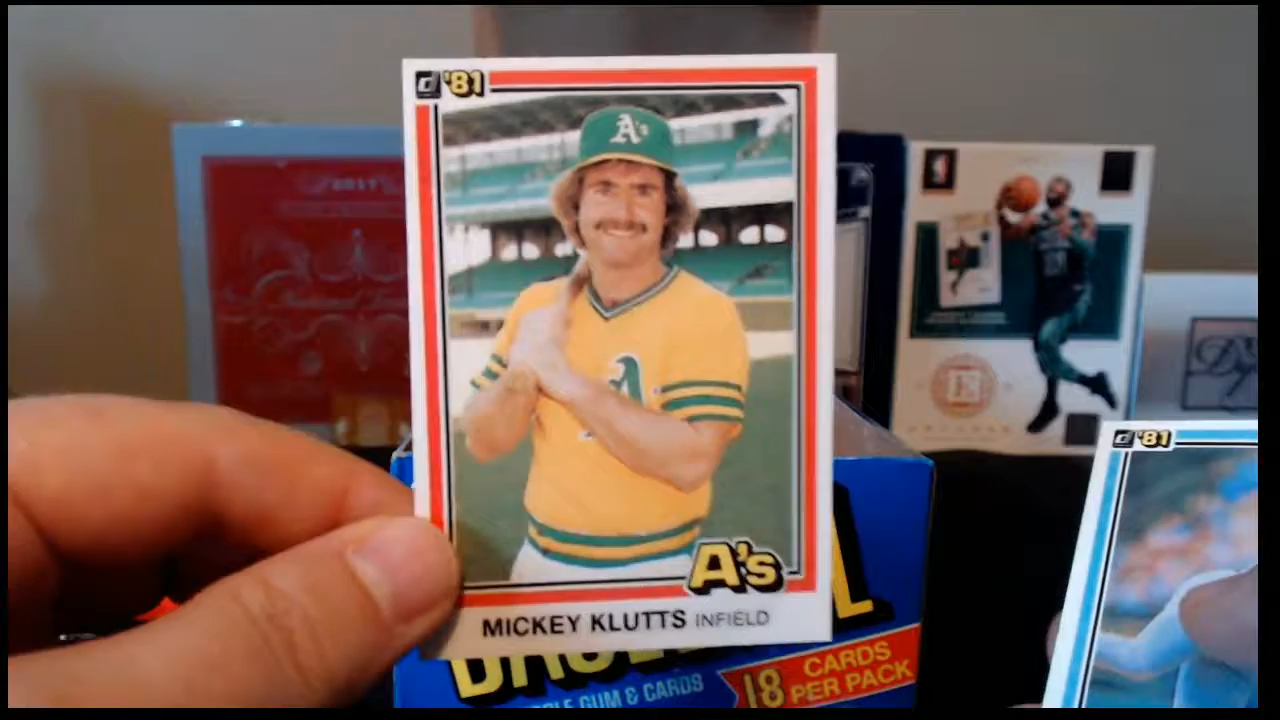 d '81
2017
A's
A
d '81
A's
MICKEY KLUTTS INFIELD
GUM & CARDS
18 CARDS
PER PACK